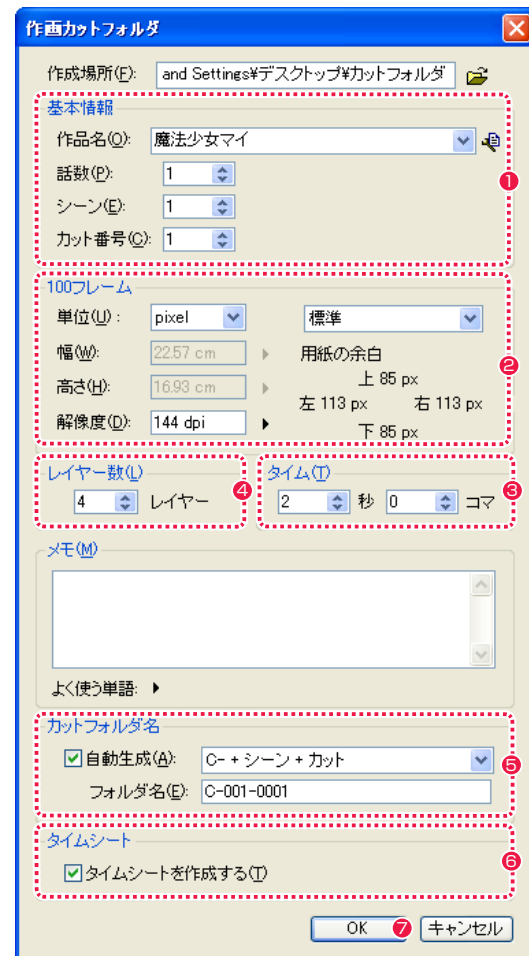 作画カットフォルダ
作成場所(F): and Settings¥デスクトップ¥カットフォルダ
基本情報
作品名(O): 魔法少女マイ
話数(P): 1
シーン(E): 1
カット番号(C): 1
1
100フレーム
単位(U): pixel 標準
幅(W): 22.57 cm 用紙の余白
高さ(H): 16.93 cm 上 85 px
左 113 px 右 113 px
解像度(D): 144 dpi 下 85 px
2
レイヤー数(L) タイム(T)
4 レイヤー 4 2 秒 0 コマ 3
メモ(M)
よく使う単語:
カットフォルダ名
自動生成(A): C- + シーン + カット
フォルダ名(E): C-001-0001
5
タイムシート
タイムシートを作成する(T)
6
OK 7 キャンセル